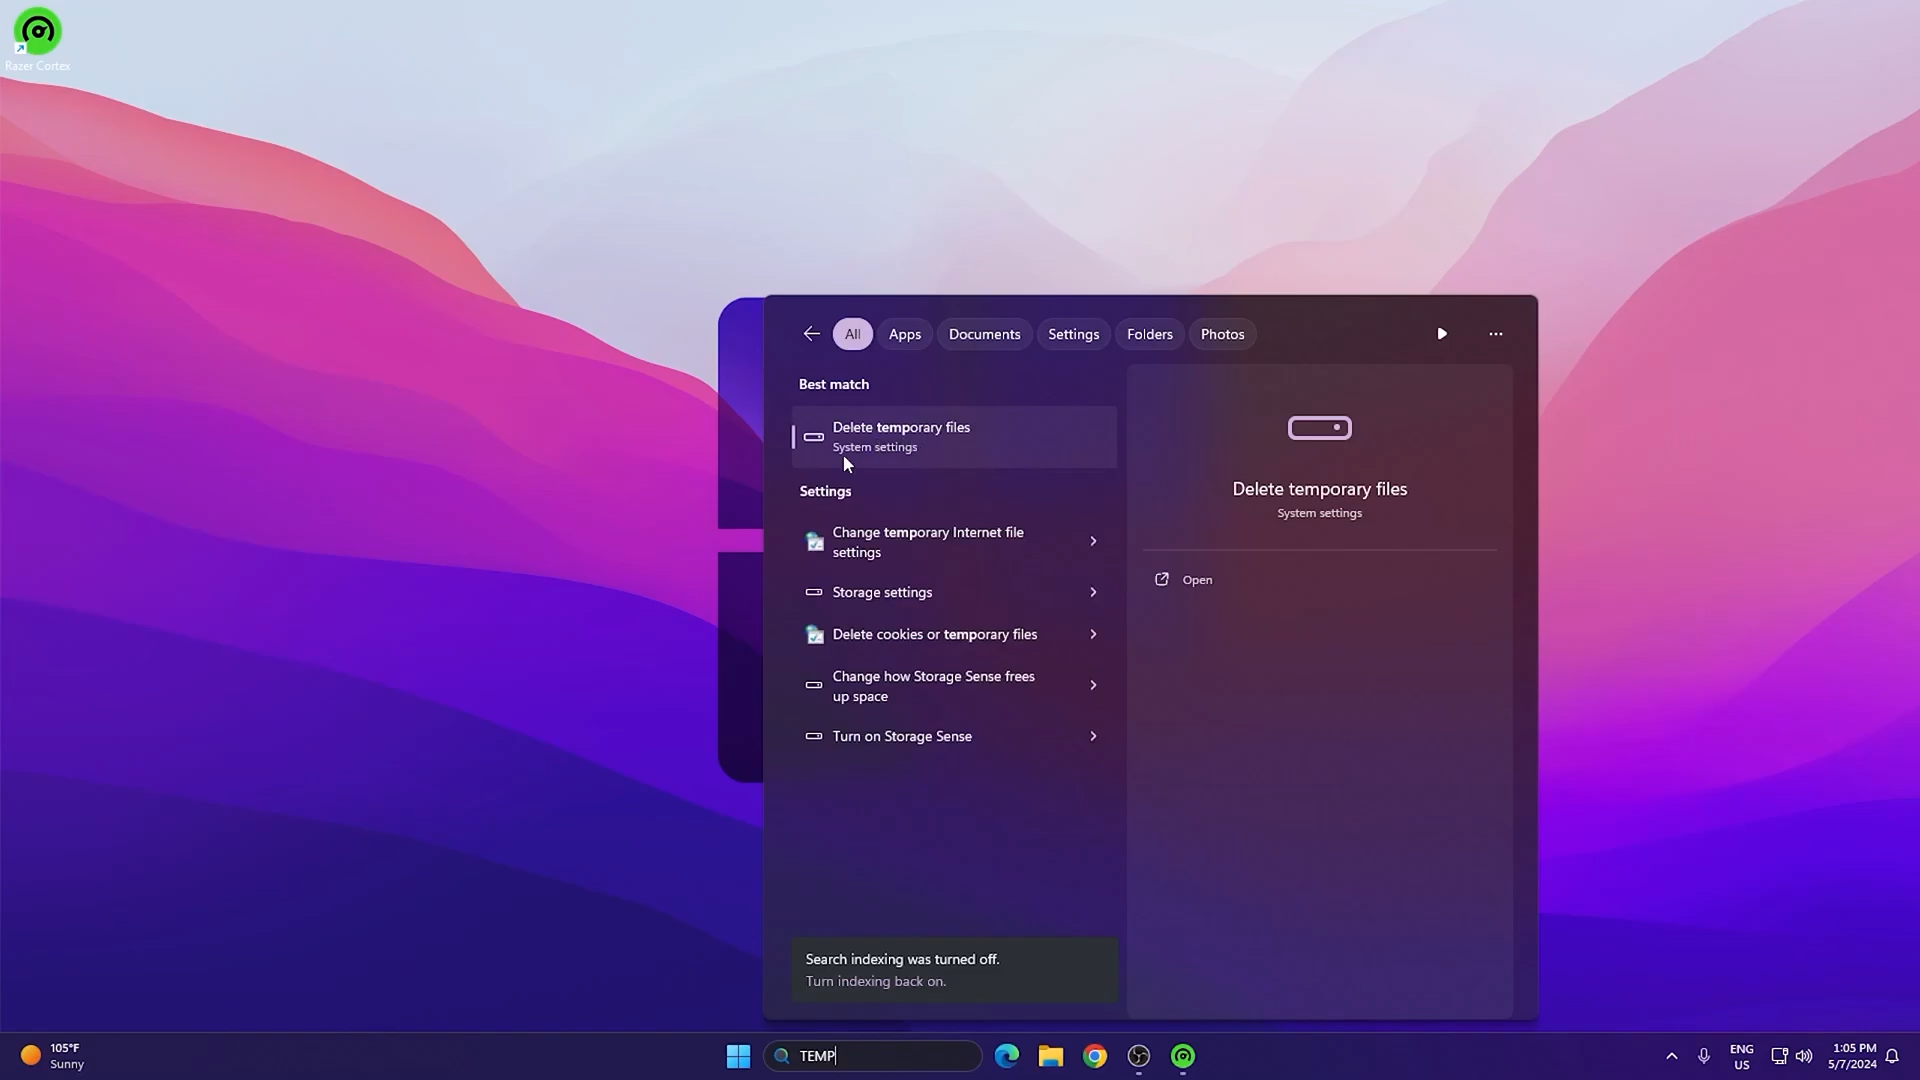 Razer Cortex
All
Apps
Documents
Settings
Folders
Photos
Best match
Delete temporary files
System settings
Settings
Change temporary Internet file
settings
Storage settings
Delete cookies or temporary files
Change how Storage Sense frees
up space
Turn on Storage Sense
Search indexing was turned off.
Turn indexing back on.
Delete temporary files
System settings
Open
105°F
Sunny
TEMP
ENG
US
1:05 PM
5/7/2024